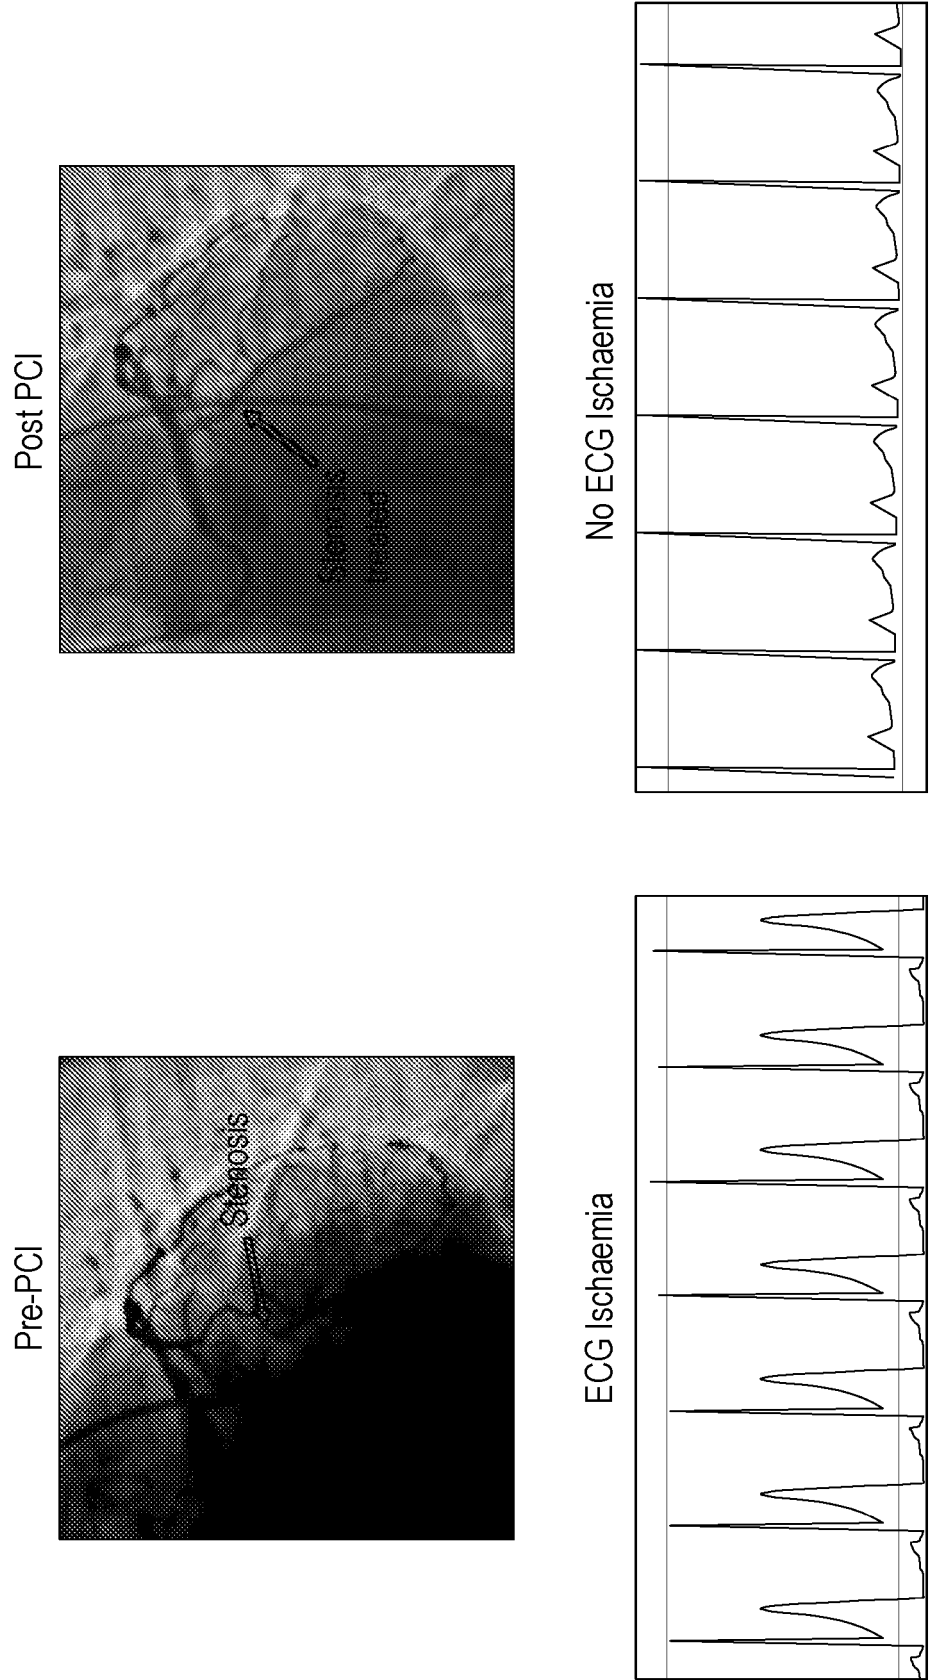 Pre-PCI
Post PCI
Stenosis
Stenosis
treated
ECG Ischaemia
No ECG Ischaemia